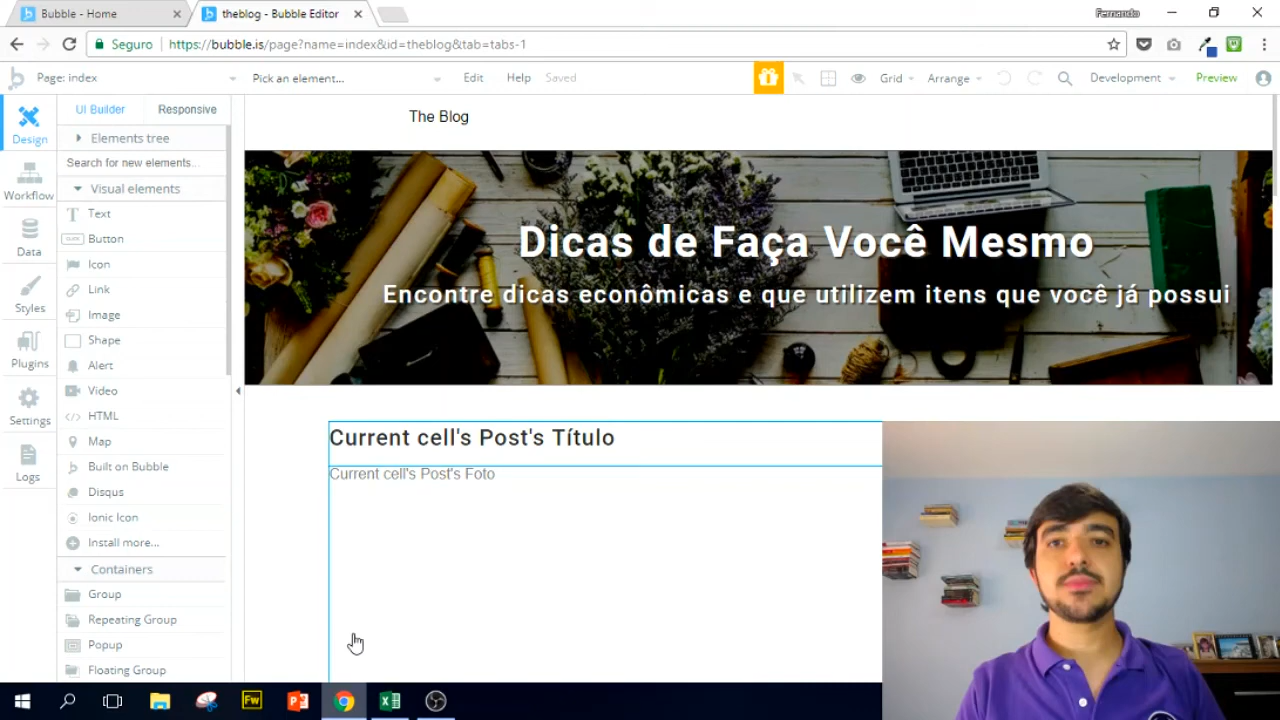 Bubble - Home
theblog - Bubble Editor
Fernando
Seguro
https://bubble.is/page?name=index&id=theblog&tab=tabs-1
Page: index
Pick an element...
Edit
Help
Saved
Grid
Arrange
Development
Preview
Design
Workflow
Data
Styles
Plugins
Settings
Logs
UI Builder
Responsive
Elements tree
Search for new elements...
Visual elements
Text
Button
Icon
Link
Image
Shape
Alert
Video
HTML
Map
Built on Bubble
Disqus
Ionic Icon
Install more...
Containers
Group
Repeating Group
Popup
Floating Group
The Blog
Dicas de Faça Você Mesmo
Encontre dicas econômicas e que utilizem itens que você já possui
Current cell's Post's Título
Current cell's Post's Foto
Fw